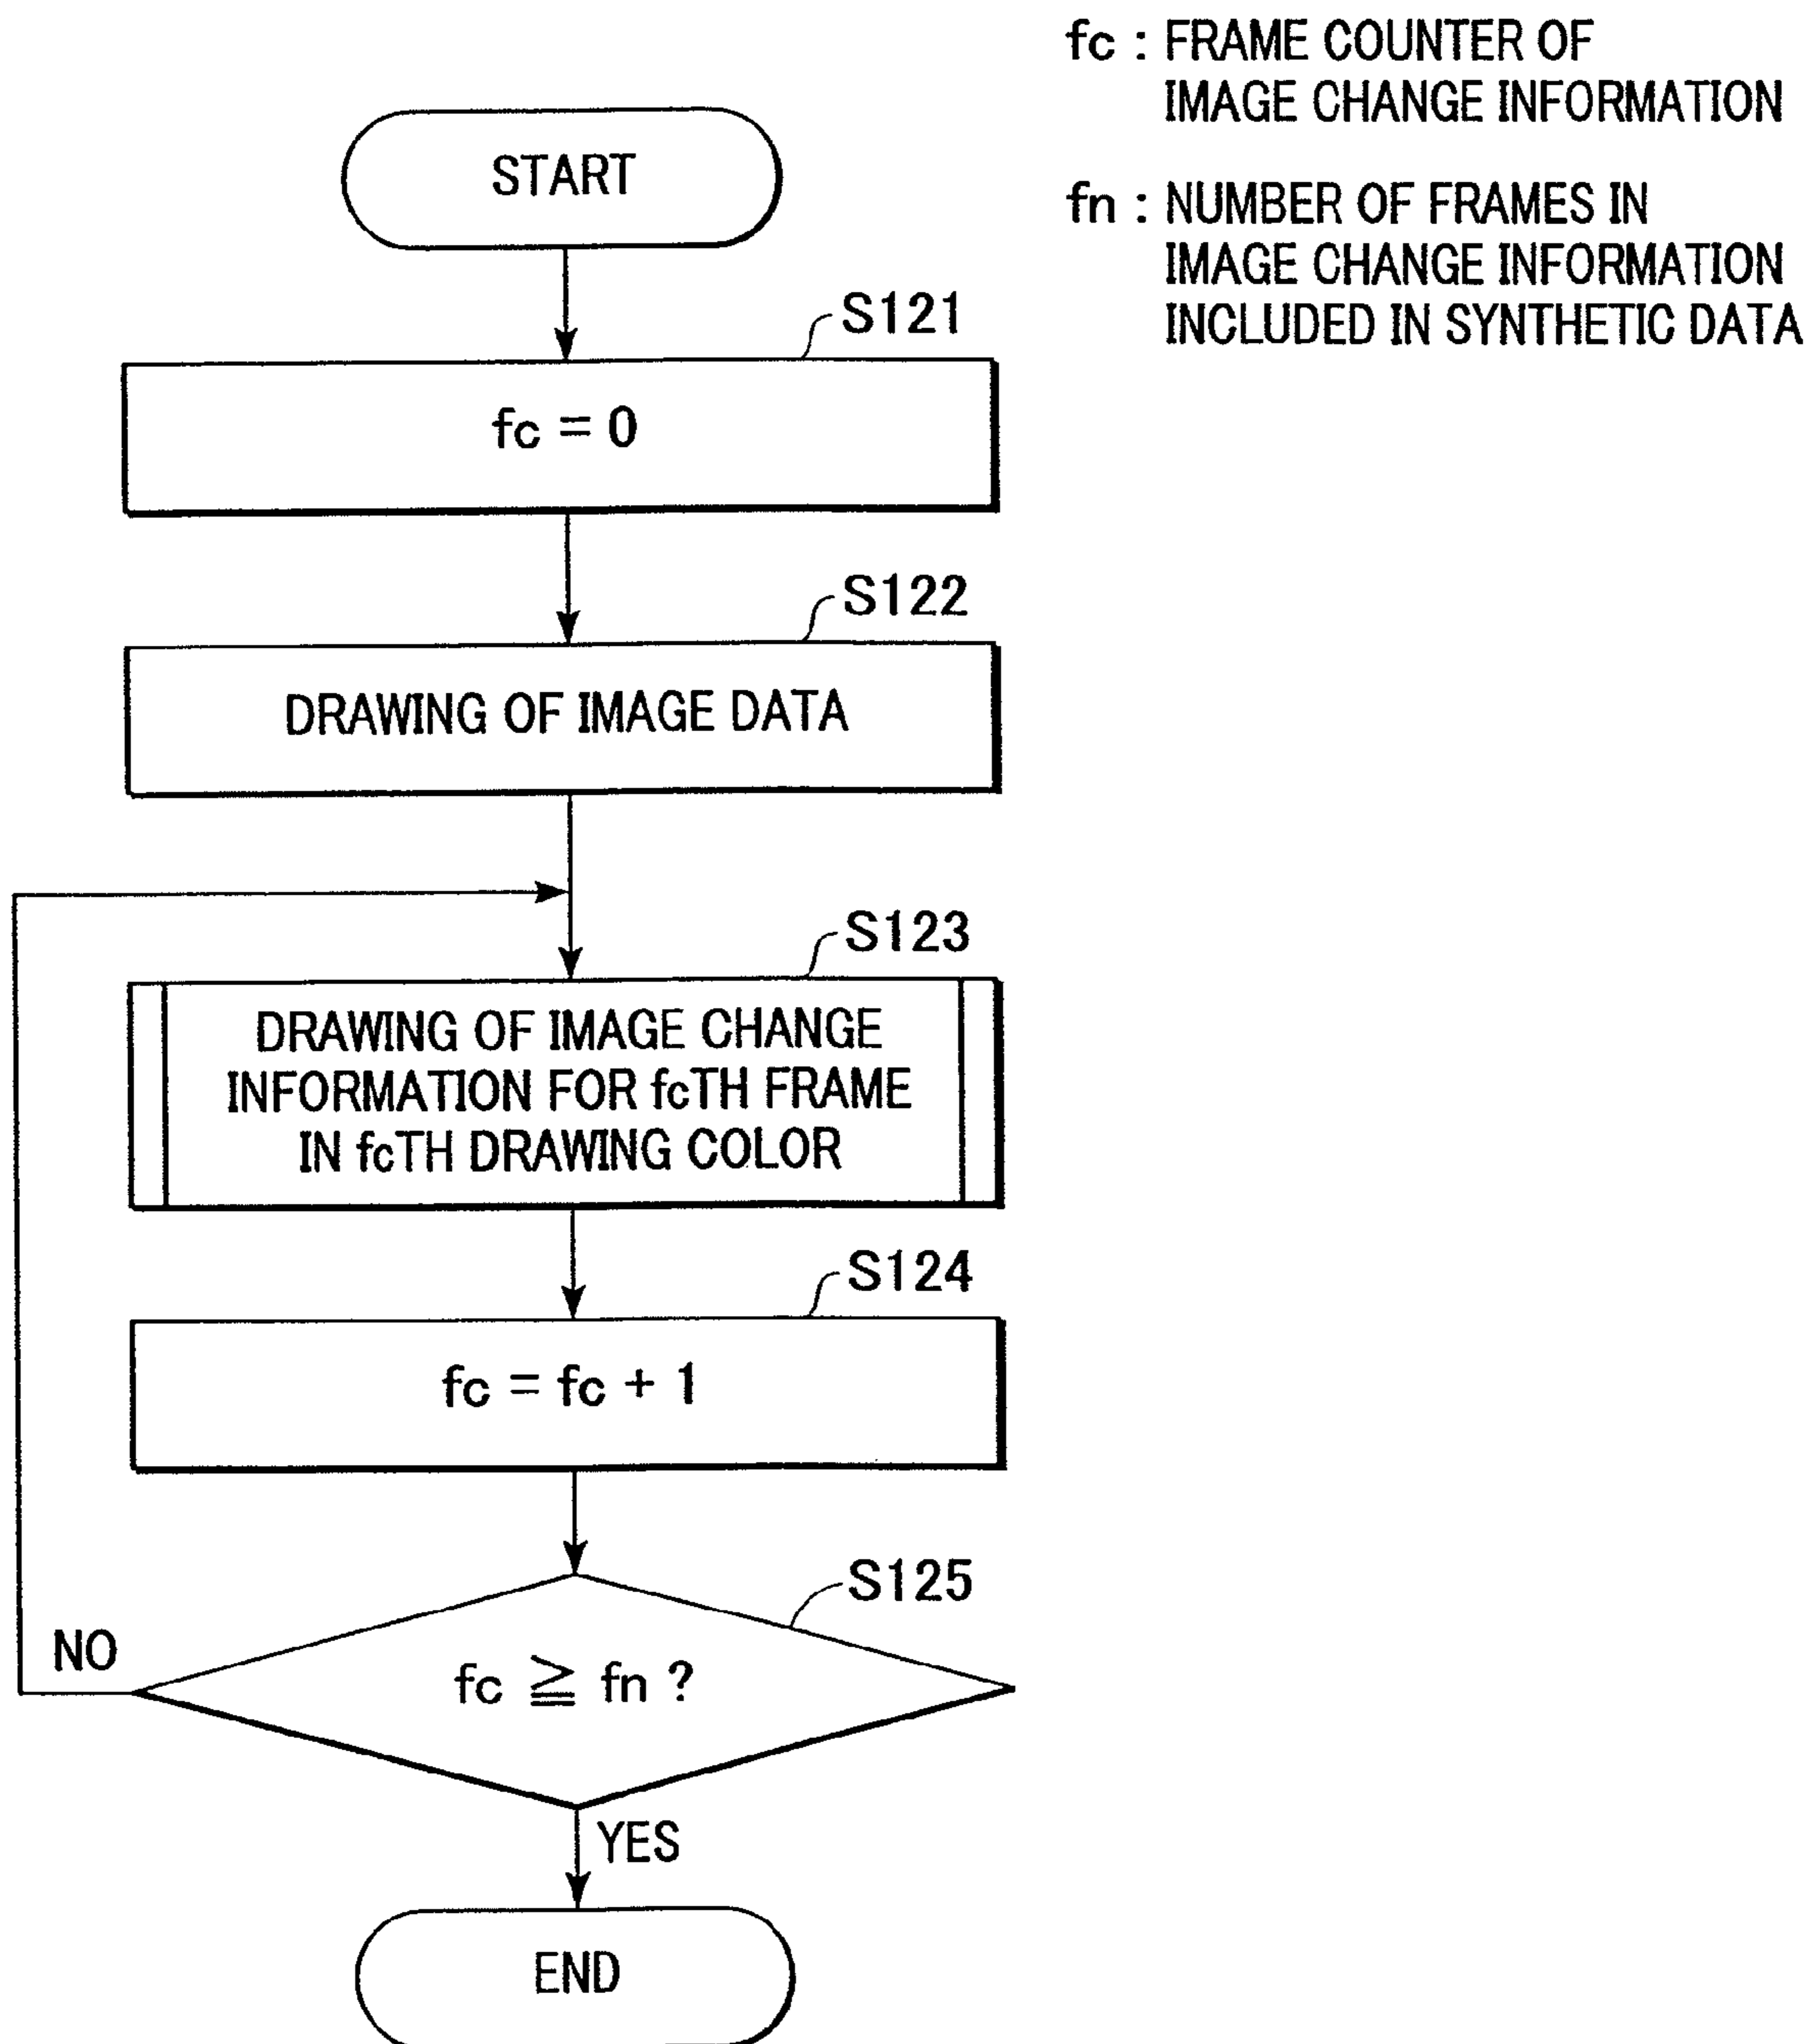 fc : FRAME COUNTER OF
IMAGE CHANGE INFORMATION
fn : NUMBER OF FRAMES IN
IMAGE CHANGE INFORMATION
INCLUDED IN SYNTHETIC DATA
START
S121
fc = 0
S122
DRAWING OF IMAGE DATA
S123
DRAWING OF IMAGE CHANGE
INFORMATION FOR fcTH FRAME
IN fcTH DRAWING COLOR
S124
fc = fc + 1
S125
NO
fc ≧ fn ?
YES
END